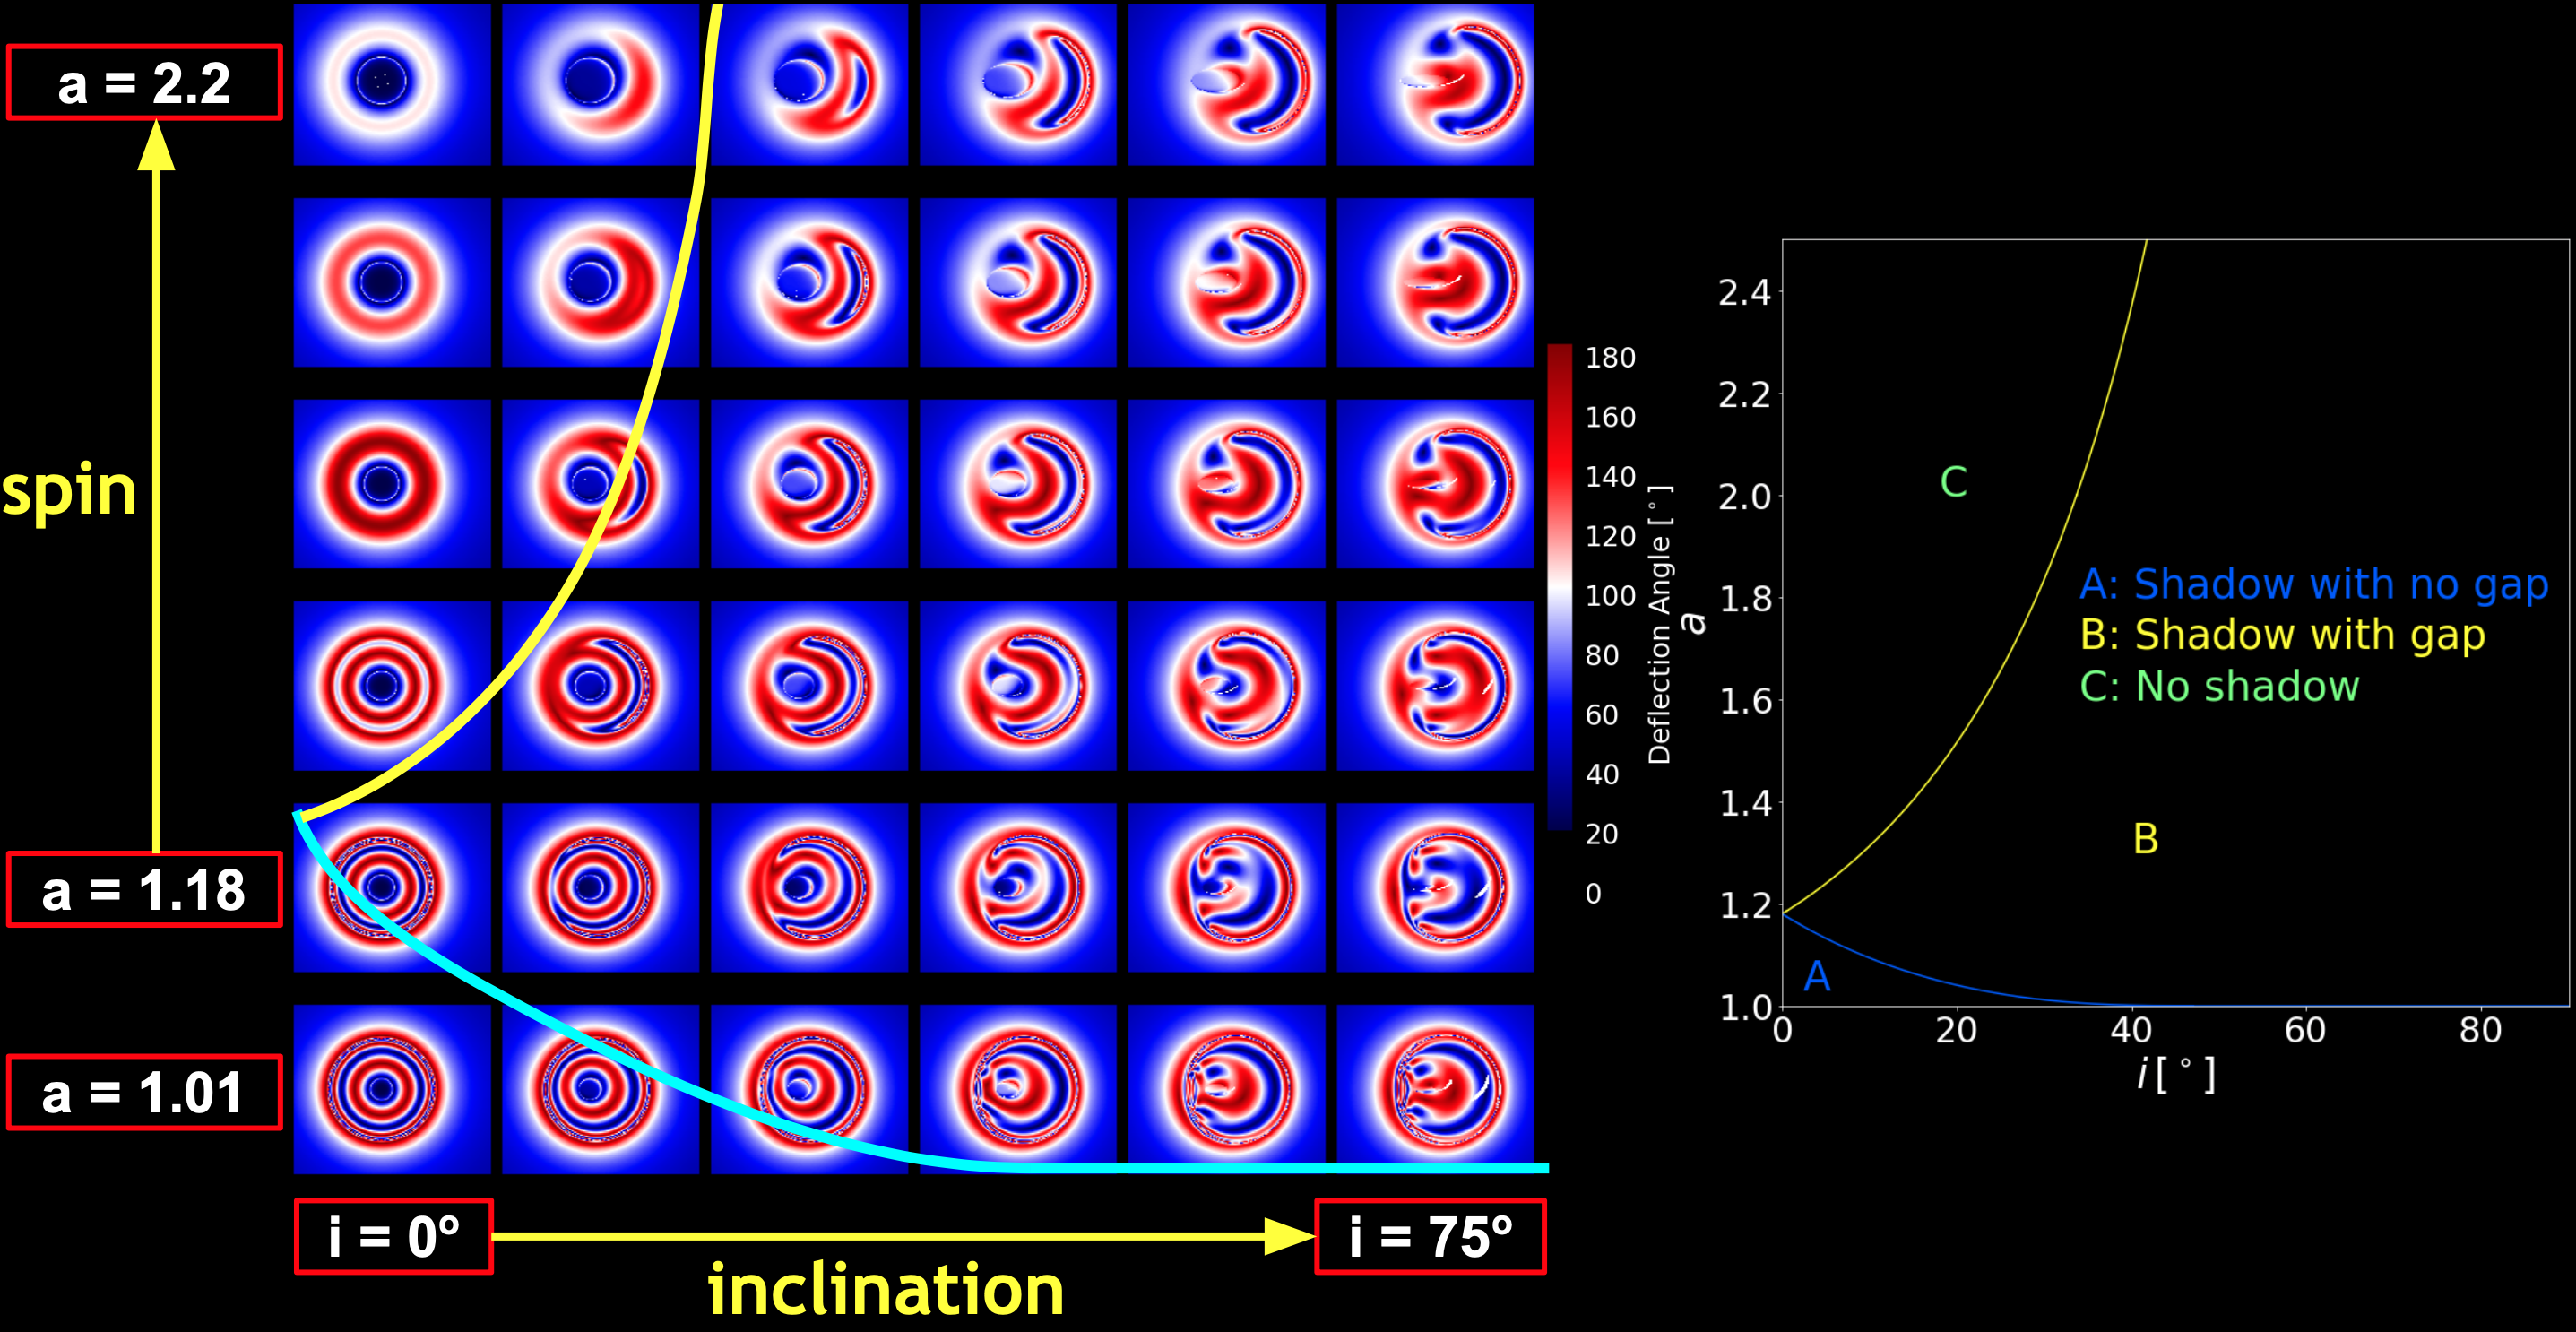 a = 2.2
spin
a = 1.18
a = 1.01
i = 0º
i = 75º
inclination
180
160
140
120
100
80
60
40
20
0
Deflection Angle [°]
a
2.4
2.2
2.0
1.8
1.6
1.4
1.2
1.0
0
20
40
60
80
i [°]
C
A: Shadow with no gap
B: Shadow with gap
C: No shadow
B
A